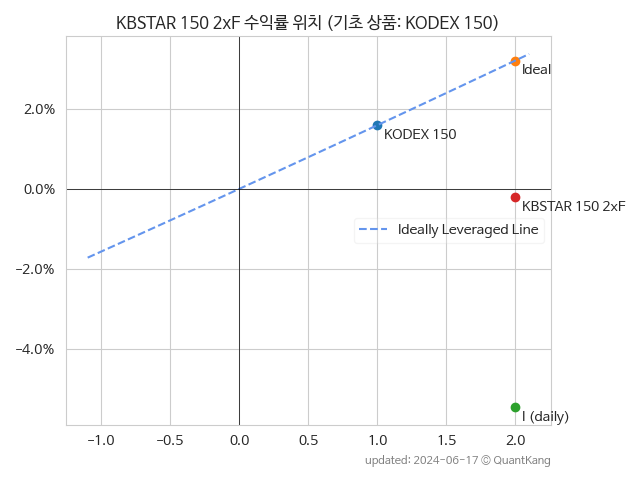 KBSTAR 150 2xF 수익률 위치 (기초 상품: KODEX 150)
Ideal
2.0%
KODEX 150
0.0%
KBSTAR 150 2xF
Ideally Leveraged Line
−2.0%
−4.0%
I (daily)
−1.0 −0.5 0.0 0.5 1.0 1.5 2.0
updated: 2024-06-17 © QuantKang